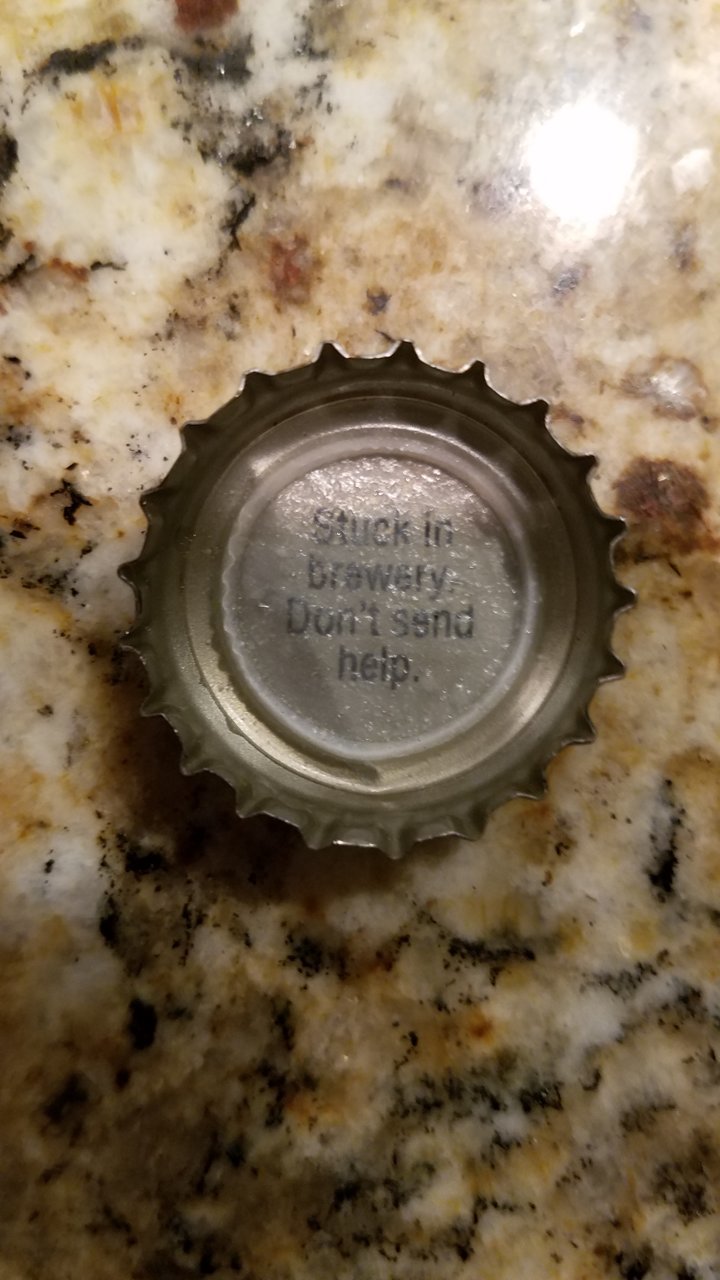 Stuck in
brewery.
Don't send
help.